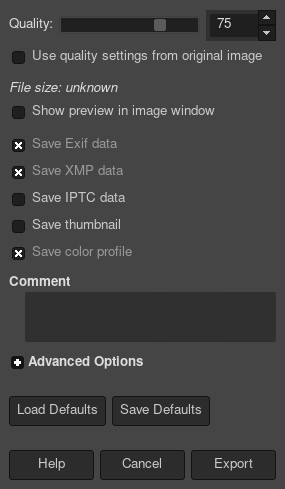 Quality: 75
Use quality settings from original image
File size: unknown
Show preview in image window
Save Exif data
Save XMP data
Save IPTC data
Save thumbnail
Save color profile
Comment
Advanced Options
Load Defaults Save Defaults
Help Cancel Export